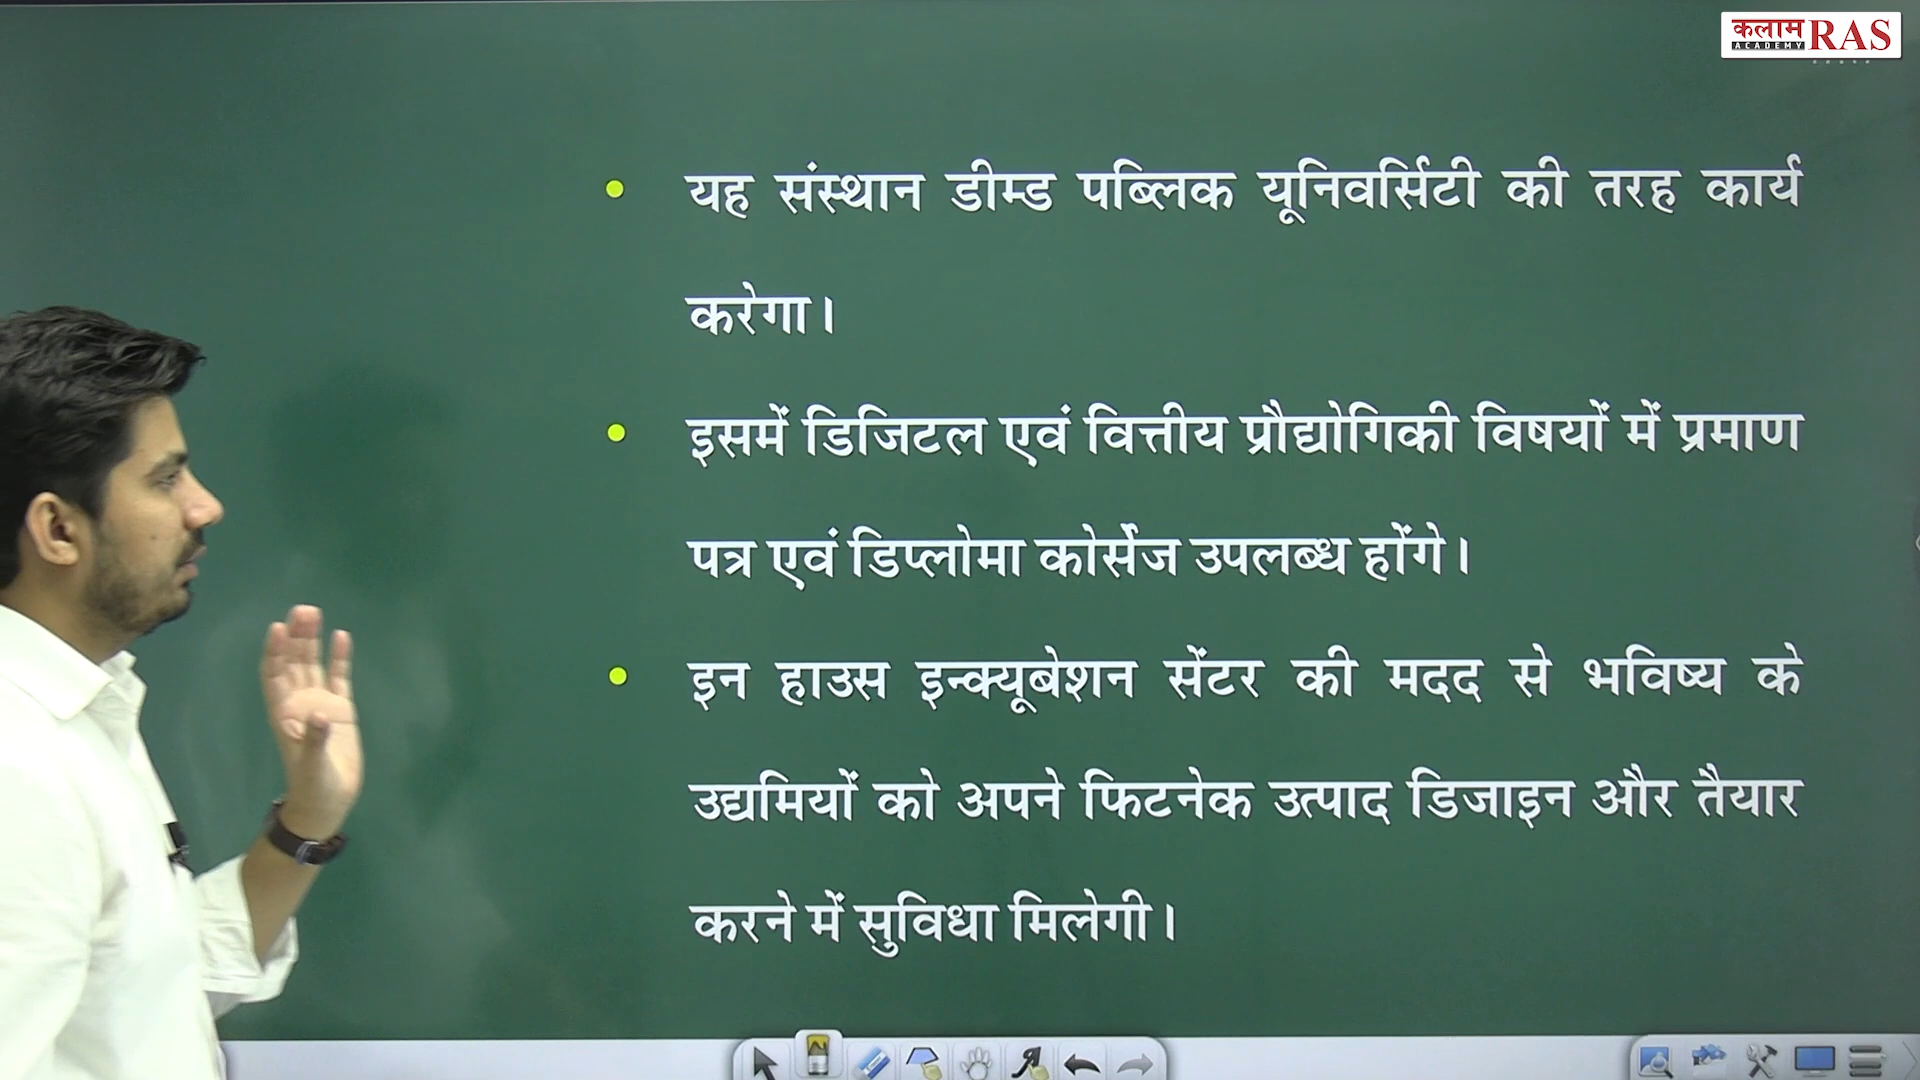 कलाम RAS
ACADEMY
यह संस्थान डीम्ड पब्लिक यूनिवर्सिटी की तरह कार्य
करेगा।
इसमें डिजिटल एवं वित्तीय प्रौद्योगिकी विषयों में प्रमाण
पत्र एवं डिप्लोमा कोर्सेज उपलब्ध होंगे।
इन हाउस इन्क्यूबेशन सेंटर की मदद से भविष्य के
उद्यमियों को अपने फिटनेक उत्पाद डिजाइन और तैयार
करने में सुविधा मिलेगी।